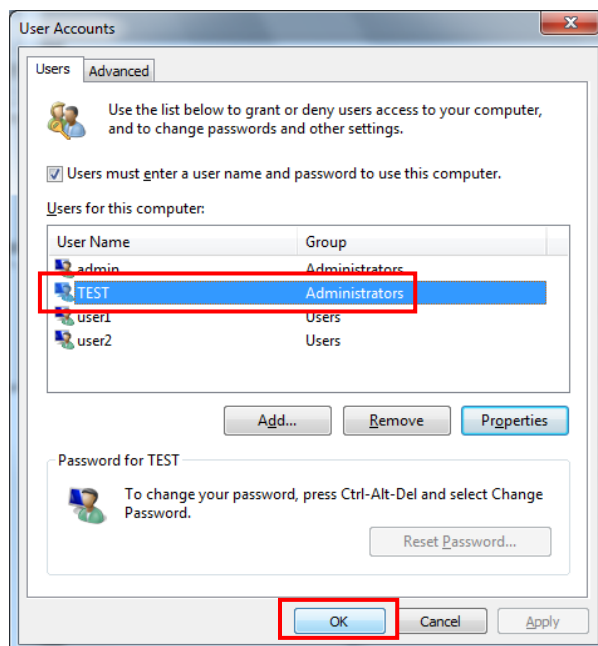 User Accounts
Users Advanced
Use the list below to grant or deny users access to your computer,
and to change passwords and other settings.
Users must enter a user name and password to use this computer.
Users for this computer:
User Name Group
admin Administrators
TEST Administrators
user1 Users
user2 Users
Add... Remove Properties
Password for TEST
To change your password, press Ctrl-Alt-Del and select Change
Password.
Reset Password...
OK Cancel Apply